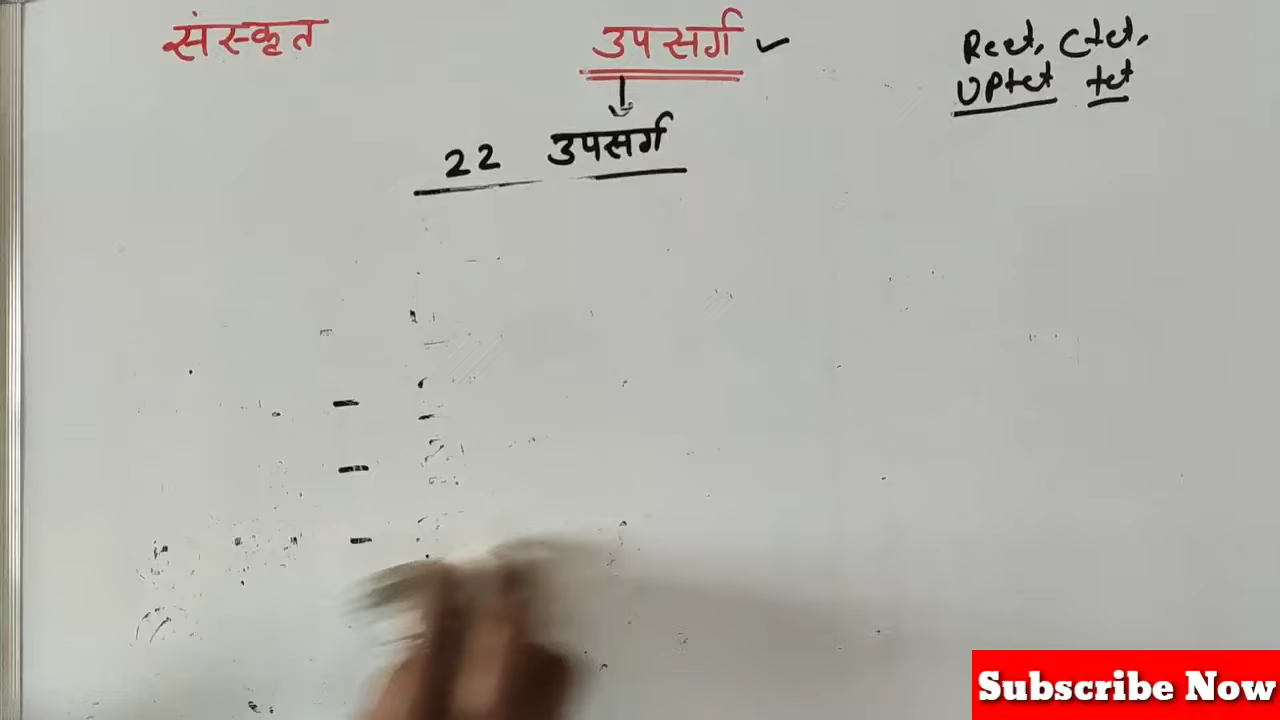 संस्कृत
उपसर्ग
22 उपसर्ग
Reet, Ctet,
UPtet tet
Subscribe Now